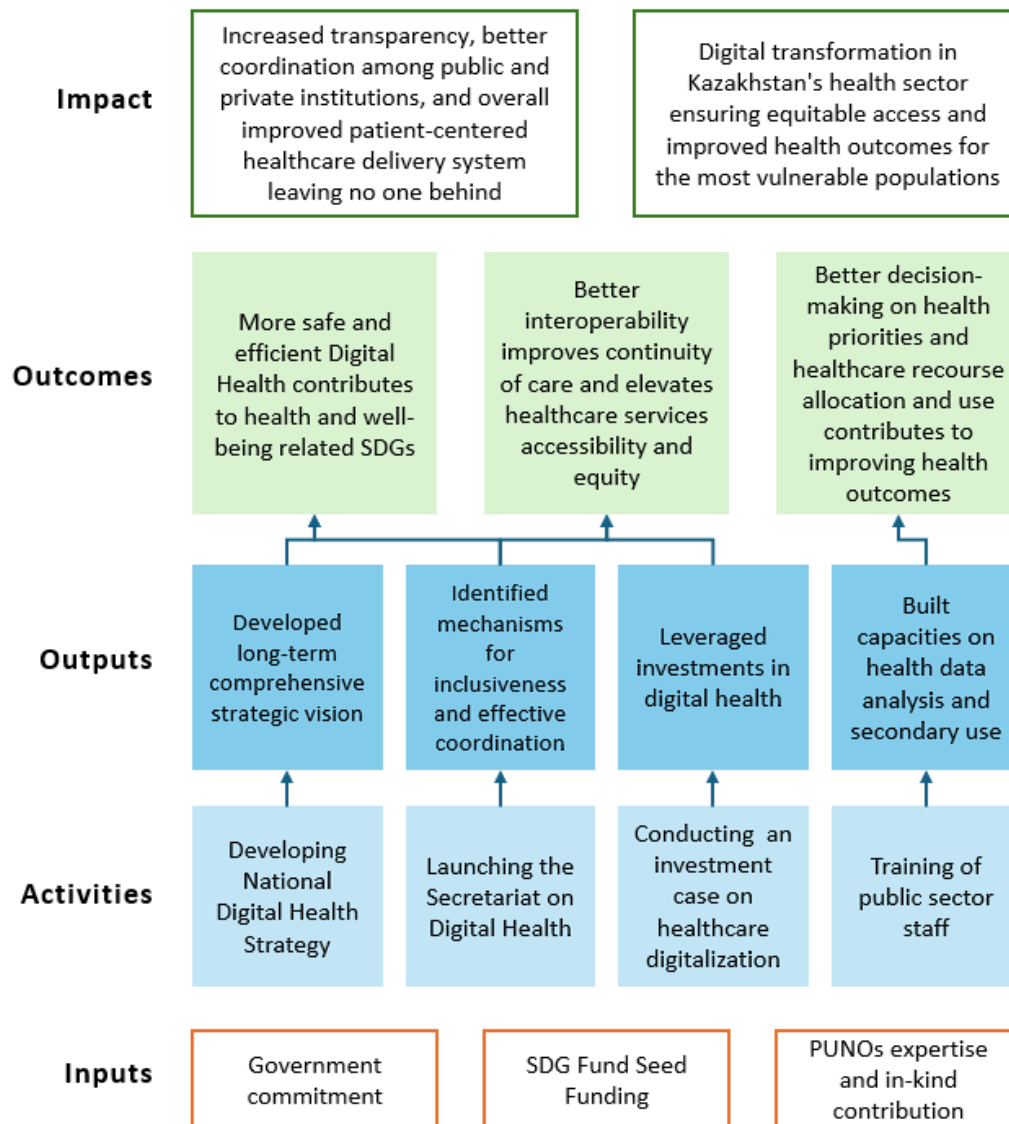 Impact
Increased transparency, better
coordination among public and
private institutions, and overall
improved patient-centered
healthcare delivery system
leaving no one behind
Digital transformation in
Kazakhstan's health sector
ensuring equitable access and
improved health outcomes for
the most vulnerable populations
Outcomes
More safe and
efficient Digital
Health contributes
to health and well-
being related SDGs
Better
interoperability
improves continuity
of care and elevates
healthcare services
accessibility and
equity
Better decision-
making on health
priorities and
healthcare recourse
allocation and use
contributes to
improving health
outcomes
Outputs
Developed
long-term
comprehensive
strategic vision
Identified
mechanisms
for
inclusiveness
and effective
coordination
Leveraged
investments in
digital health
Built
capacities on
health data
analysis and
secondary use
Activities
Developing
National
Digital Health
Strategy
Launching the
Secretariat on
Digital Health
Conducting an
investment
case on
healthcare
digitalization
Training of
public sector
staff
Inputs
Government
commitment
SDG Fund Seed
Funding
PUNOs expertise
and in-kind
contribution